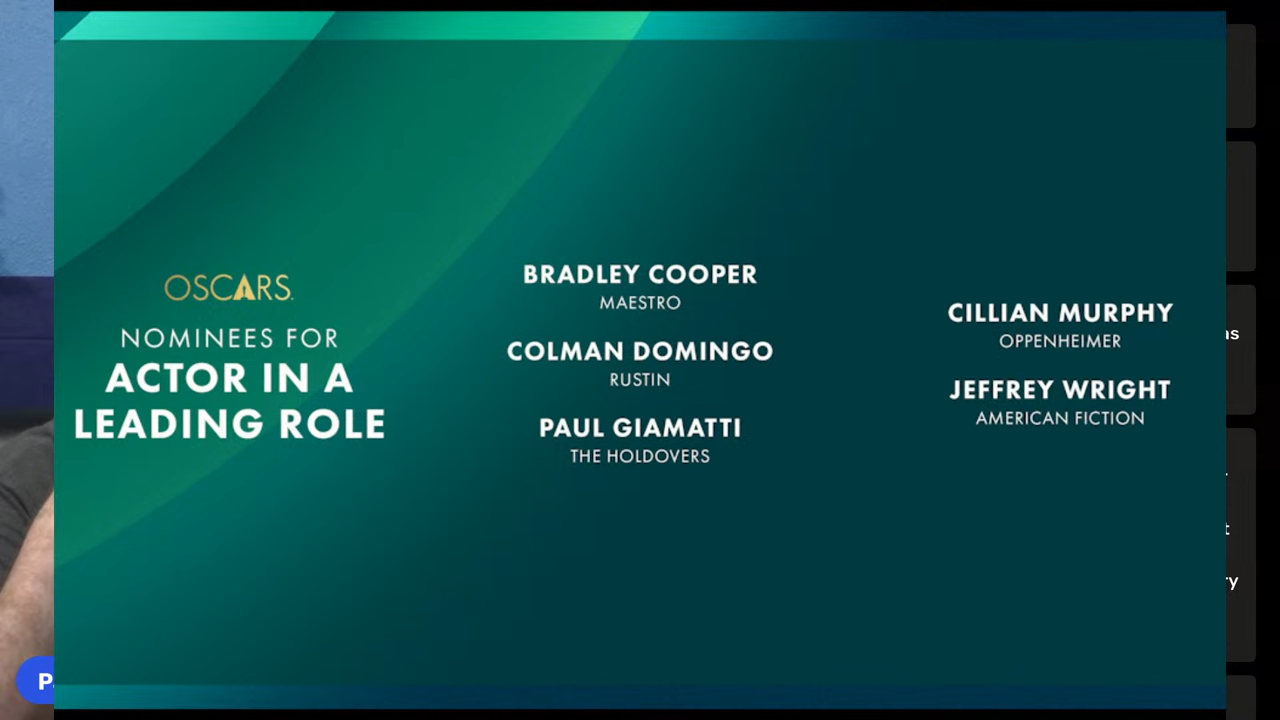 OSCARS
NOMINEES FOR
ACTOR IN A
LEADING ROLE
BRADLEY COOPER
MAESTRO
COLMAN DOMINGO
RUSTIN
PAUL GIAMATTI
THE HOLDOVERS
CILLIAN MURPHY
OPPENHEIMER
JEFFREY WRIGHT
AMERICAN FICTION